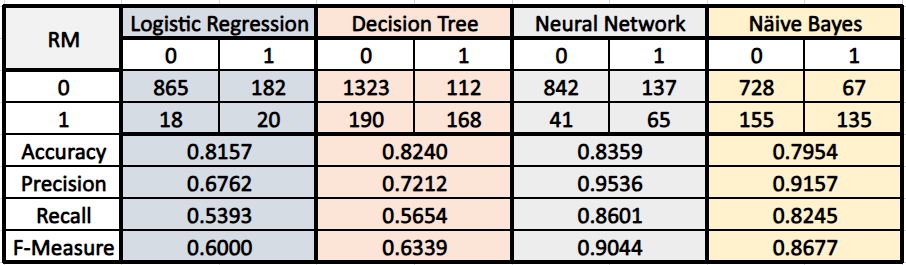 RM Logistic Regression Decision Tree Neural Network Näive Bayes
0 1 0 1 0 1 0 1
0 865 182 1323 112 842 137 728 67
1 18 20 190 168 41 65 155 135
Accuracy 0.8157 0.8240 0.8359 0.7954
Precision 0.6762 0.7212 0.9536 0.9157
Recall 0.5393 0.5654 0.8601 0.8245
F-Measure 0.6000 0.6339 0.9044 0.8677